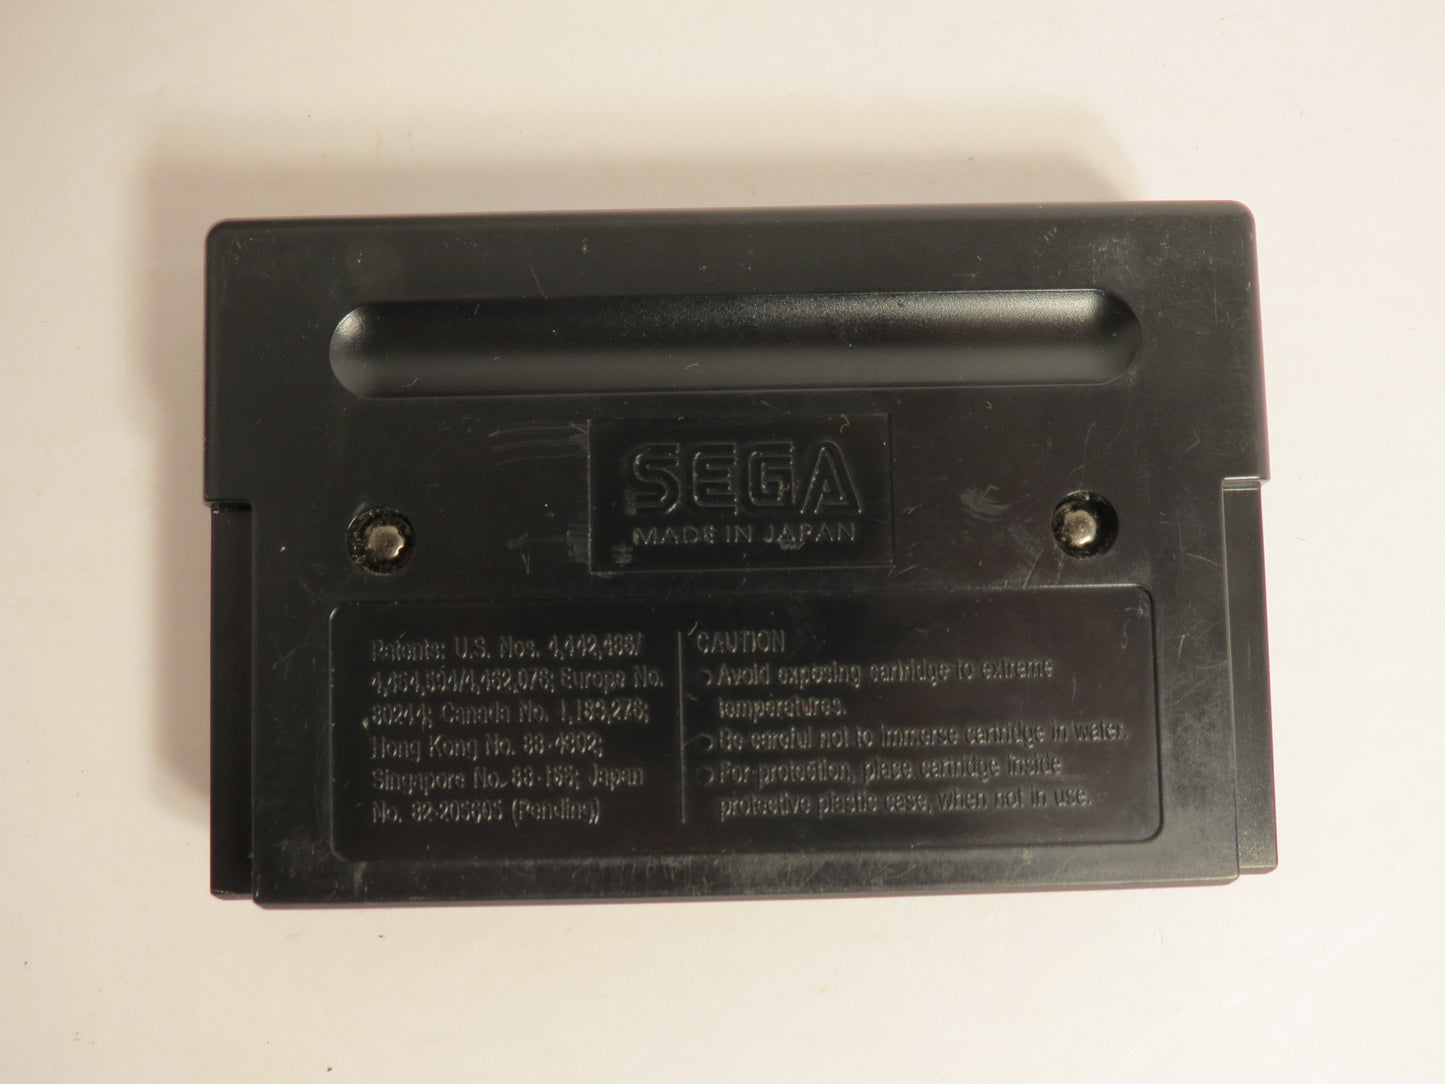 SEGA
MADE IN JAPAN
Patents: U.S. Nos. 4,442,486/
4,454,594/4,462,076; Europe No.
80244; Canada No. 1,183,276;
Hong Kong No. 88-4302;
Singapore No. 88-155; Japan
No. 82-205605 (Pending)
CAUTION
Avoid exposing cartridge to extreme
temperatures.
Be careful not to immerse cartridge in water.
For protection, place cartridge inside
protective plastic case, when not in use.